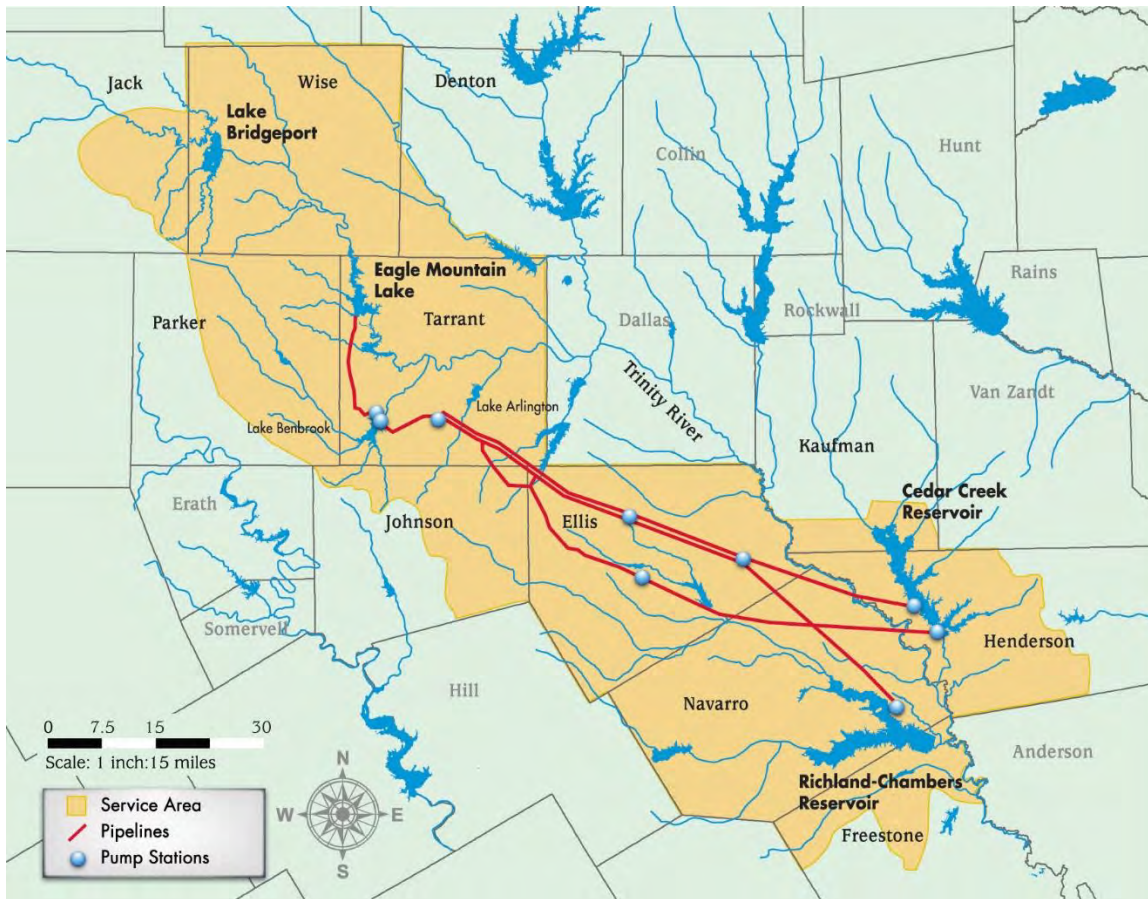 Jack
Wise
Denton
Lake
Bridgeport
Collin
Hunt
Eagle Mountain
Lake
Rains
Parker
Tarrant
Dallas
Rockwall
Trinity River
Van Zandt
Lake Arlington
Lake Benbrook
Kaufman
Erath
Cedar Creek
Reservoir
Johnson
Ellis
Somervell
Henderson
Hill
Navarro
Anderson
Richland-Chambers
Reservoir
Freestone
0 7.5 15 30
Scale: 1 inch:15 miles
N
W E
S
Service Area
Pipelines
Pump Stations